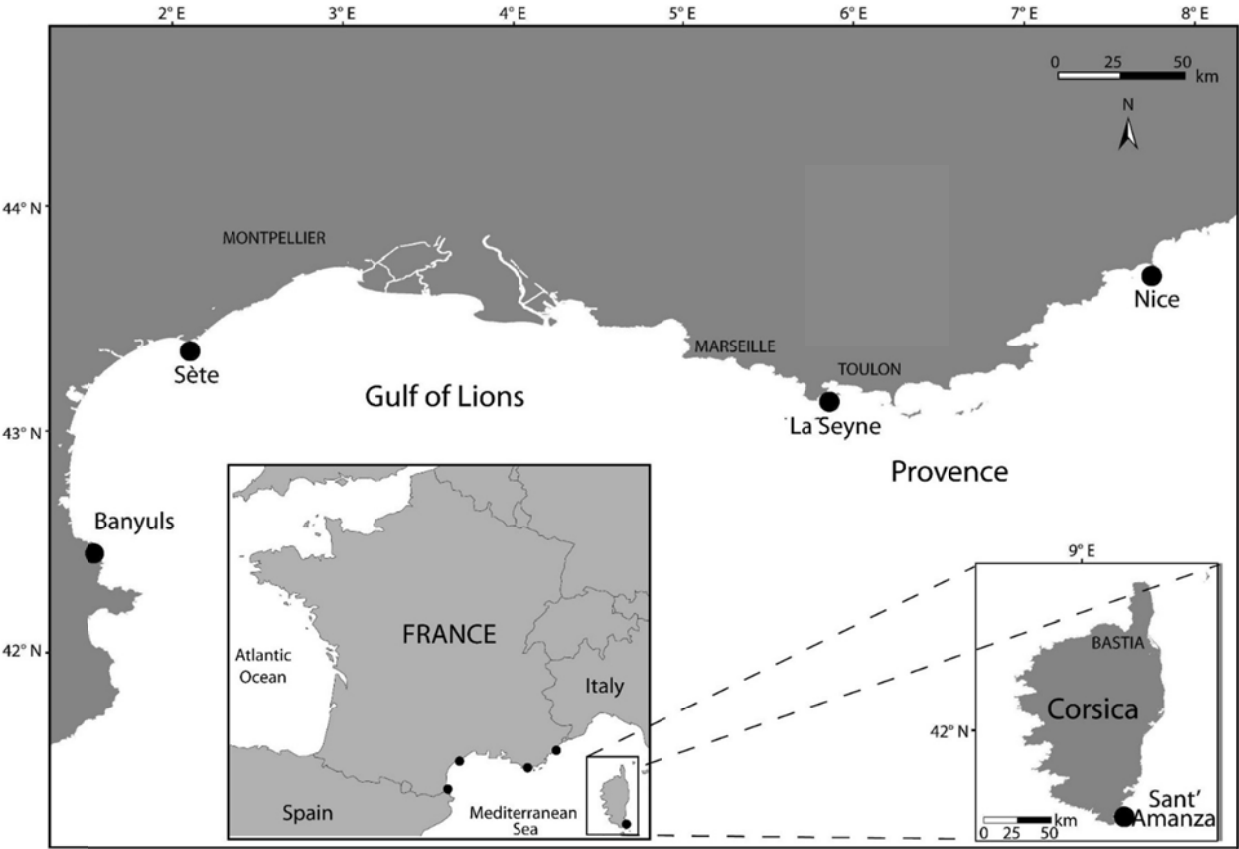 2° E 3° E 4° E 5° E 6° E 7° E 8° E
0 25 50
km
N
44° N
MONTPELLIER
Nice
MARSEILLE
TOULON
Sète
Gulf of Lions
La Seyne
43° N
Provence
Banyuls
9° E
FRANCE
BASTIA
42° N
Atlantic
Ocean
Italy
Corsica
42° N
Spain
Mediterranean
Sea
Sant’
Amanza
0 25 50 km